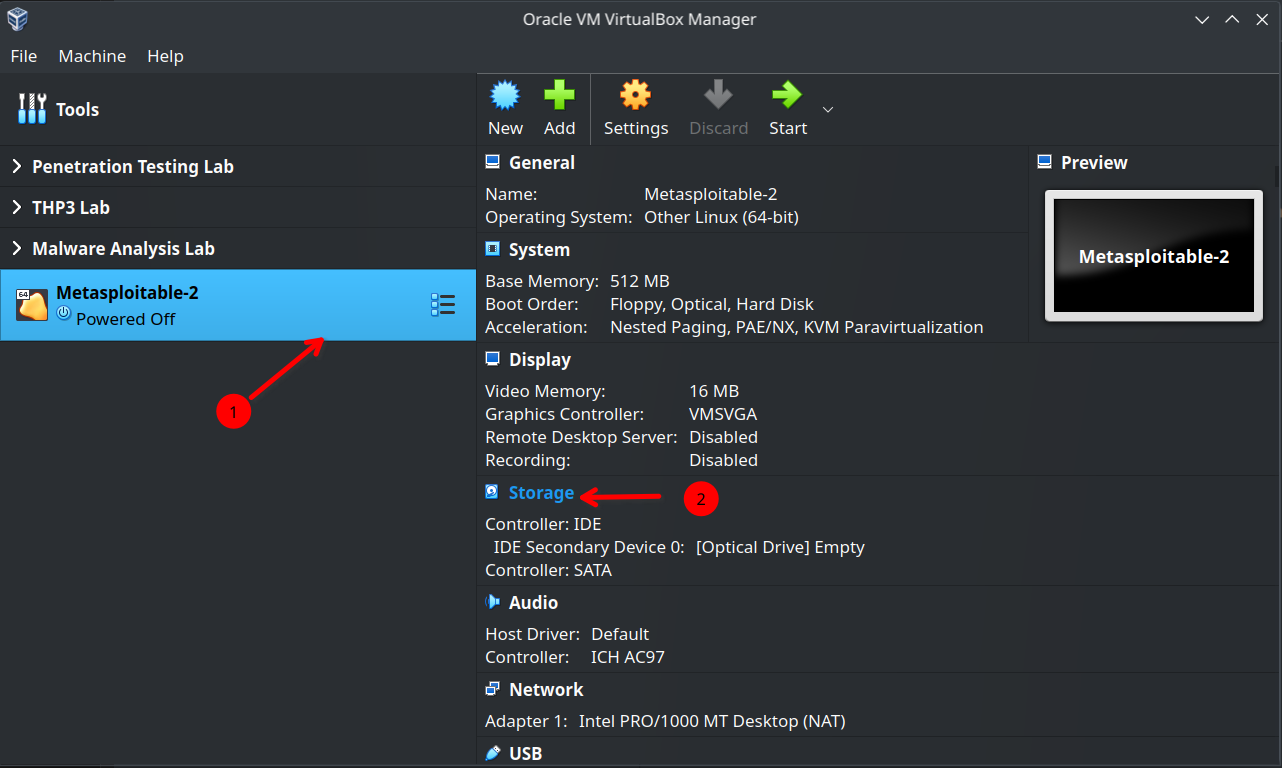 Oracle VM VirtualBox Manager
File Machine Help
Tools
New Add Settings Discard Start
Penetration Testing Lab
THP3 Lab
Malware Analysis Lab
64
Metasploitable-2
Powered Off
1
General
Name: Metasploitable-2
Operating System: Other Linux (64-bit)
System
Base Memory: 512 MB
Boot Order: Floppy, Optical, Hard Disk
Acceleration: Nested Paging, PAE/NX, KVM Paravirtualization
Preview
Metasploitable-2
Display
Video Memory: 16 MB
Graphics Controller: VMSVGA
Remote Desktop Server: Disabled
Recording: Disabled
Storage
2
Controller: IDE
IDE Secondary Device 0: [Optical Drive] Empty
Controller: SATA
Audio
Host Driver: Default
Controller: ICH AC97
Network
Adapter 1: Intel PRO/1000 MT Desktop (NAT)
USB